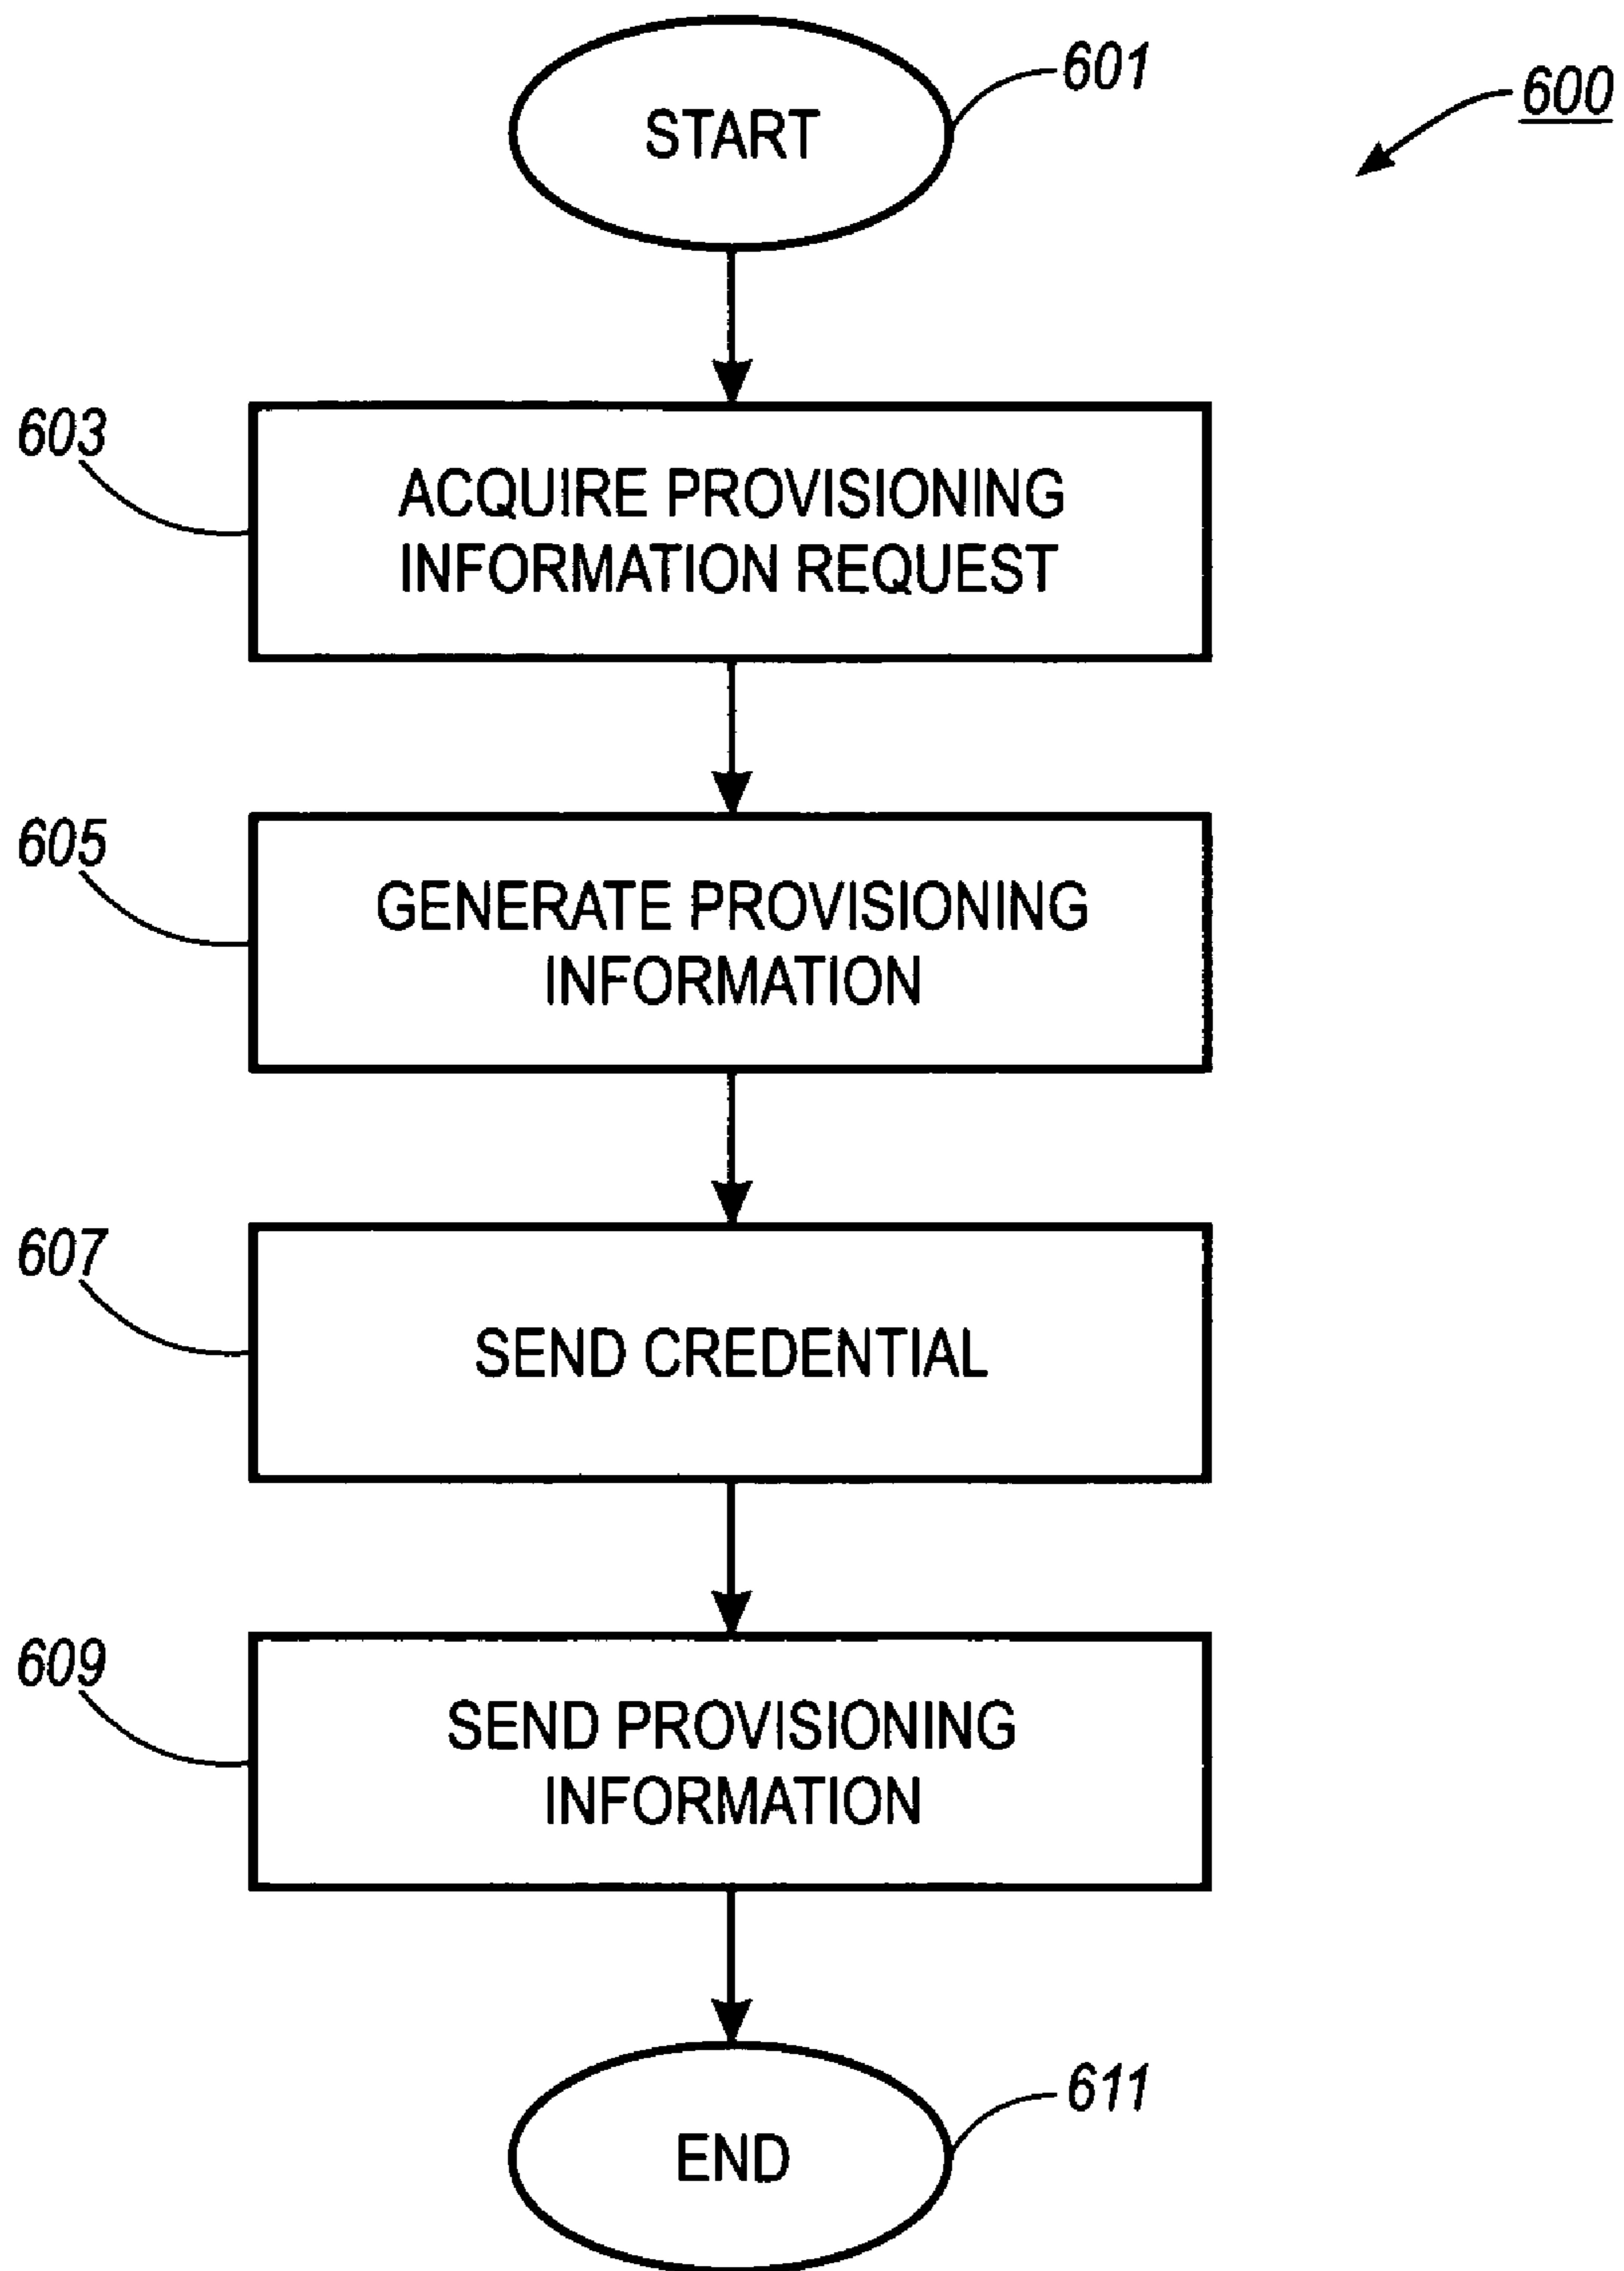 START
601
600
603
ACQUIRE PROVISIONING
INFORMATION REQUEST
605
GENERATE PROVISIONING
INFORMATION
607
SEND CREDENTIAL
609
SEND PROVISIONING
INFORMATION
611
END